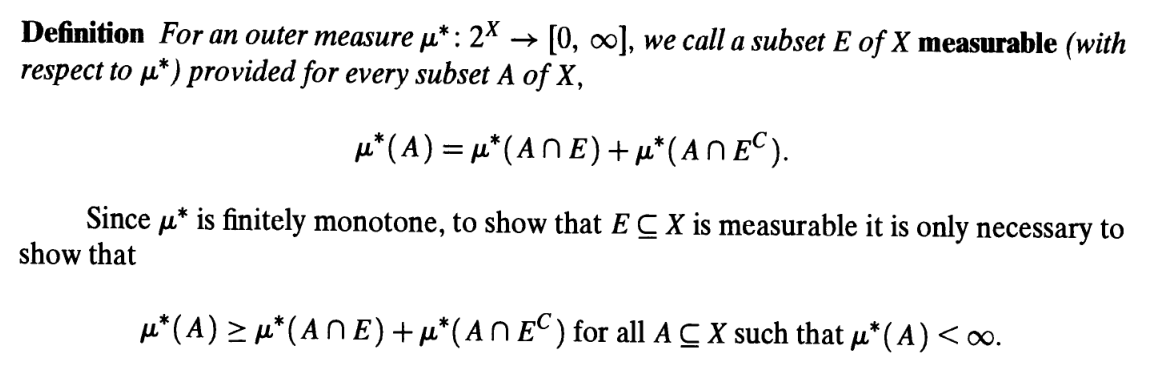 Definition For an outer measure μ* : 2^X → [0, ∞], we call a subset E of X measurable (with
respect to μ*) provided for every subset A of X,
μ*(A) = μ*(A ∩ E) + μ*(A ∩ E^C).
Since μ* is finitely monotone, to show that E ⊆ X is measurable it is only necessary to
show that
μ*(A) ≥ μ*(A ∩ E) + μ*(A ∩ E^C) for all A ⊆ X such that μ*(A) < ∞.